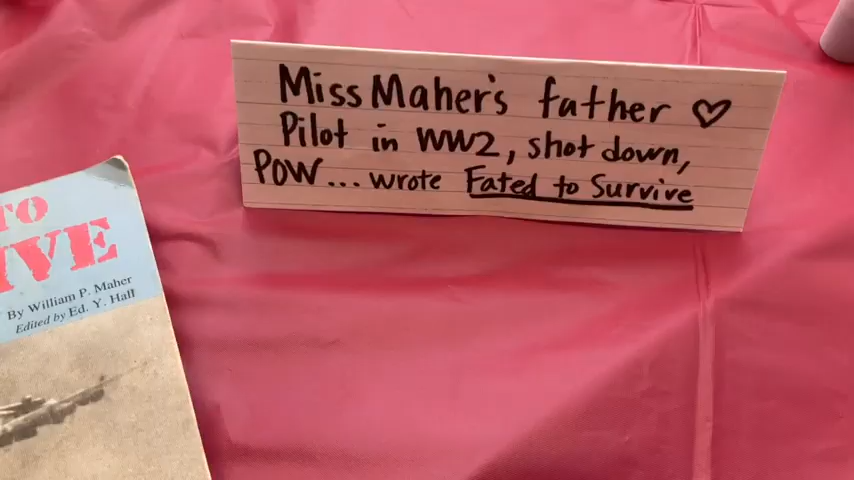 Miss Maher's father ♡
Pilot in WW2, shot down,
POW... wrote Fated to Survive
TO
IVE
By William P. Maher
Edited by Ed. Y. Hall